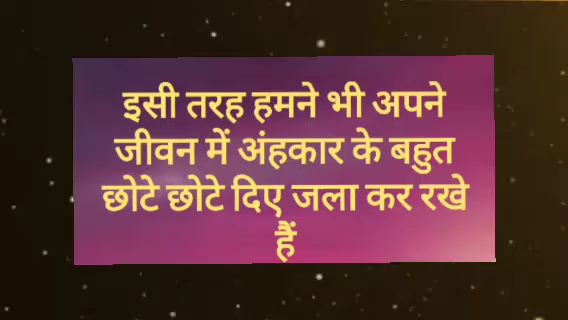 इसी तरह हमने भी अपने
जीवन में अंहकार के बहुत
छोटे छोटे दिए जला कर रखे
हैं